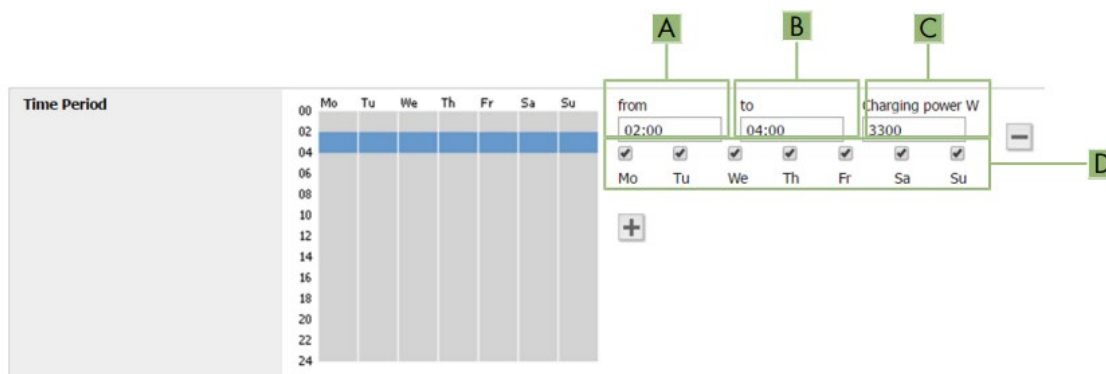 A B C
Time Period
Mo Tu We Th Fr Sa Su
from to Charging power W
00
02
02:00 04:00 3300
04
D
06
Mo Tu We Th Fr Sa Su
08
10
12
14
16
18
20
22
24